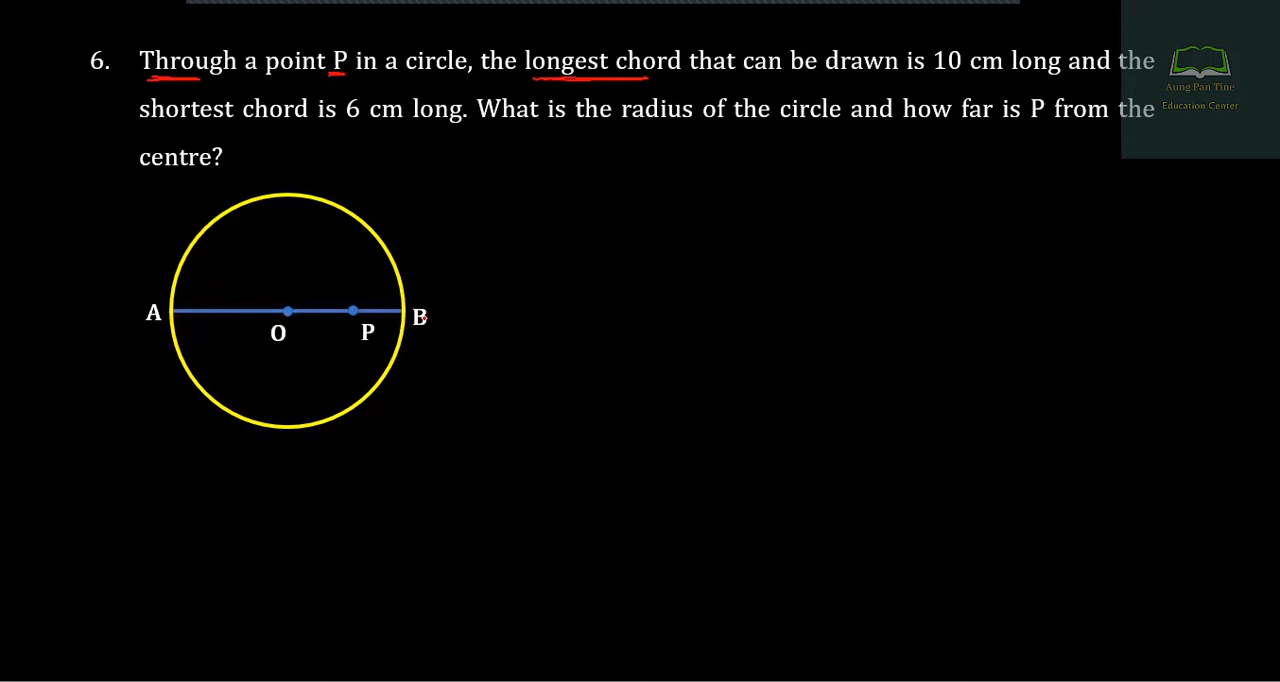 6. Through a point P in a circle, the longest chord that can be drawn is 10 cm long and the
shortest chord is 6 cm long. What is the radius of the circle and how far is P from the
centre?
Aung Pan Tine
Education Center
A
O
P
B